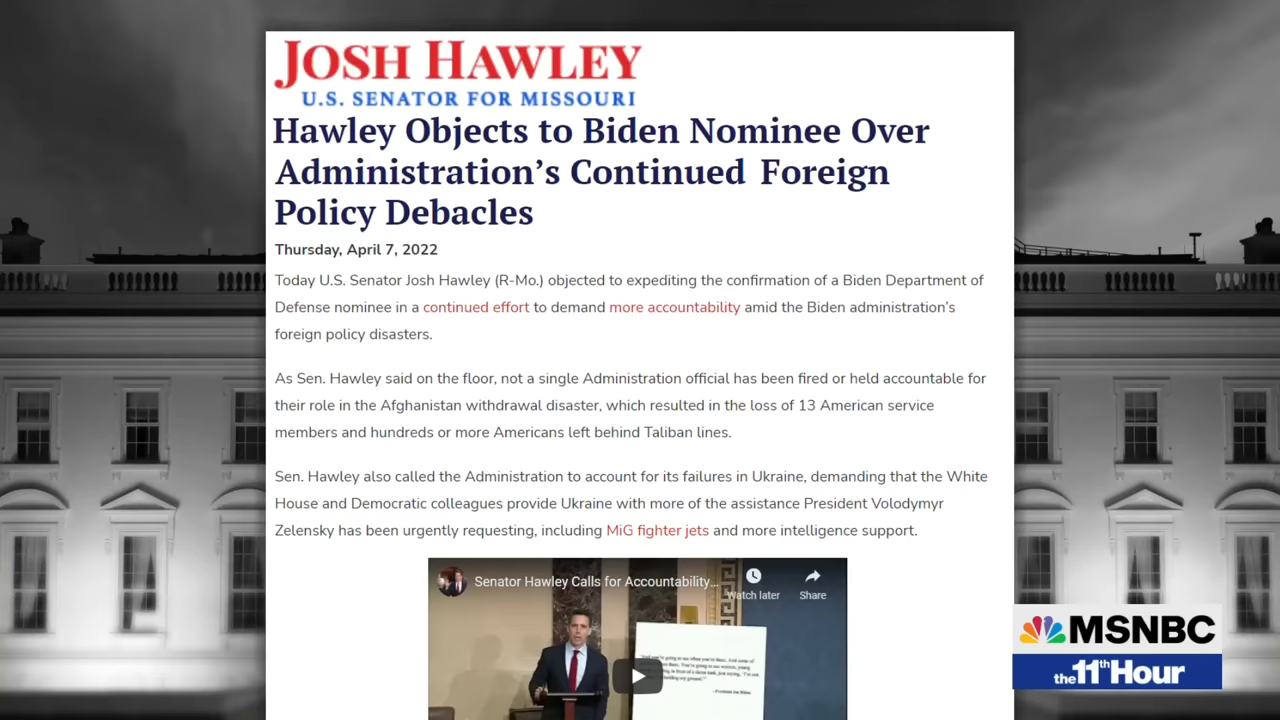 JOSH HAWLEY
U.S. SENATOR FOR MISSOURI
Hawley Objects to Biden Nominee Over
Administration’s Continued Foreign
Policy Debacles
Thursday, April 7, 2022
Today U.S. Senator Josh Hawley (R-Mo.) objected to expediting the confirmation of a Biden Department of
Defense nominee in a continued effort to demand more accountability amid the Biden administration’s
foreign policy disasters.
As Sen. Hawley said on the floor, not a single Administration official has been fired or held accountable for
their role in the Afghanistan withdrawal disaster, which resulted in the loss of 13 American service
members and hundreds or more Americans left behind Taliban lines.
Sen. Hawley also called the Administration to account for its failures in Ukraine, demanding that the White
House and Democratic colleagues provide Ukraine with more of the assistance President Volodymyr
Zelensky has been urgently requesting, including MiG fighter jets and more intelligence support.
Senator Hawley Calls for Accountability...
Watch later
Share
MSNBC
the 11th Hour